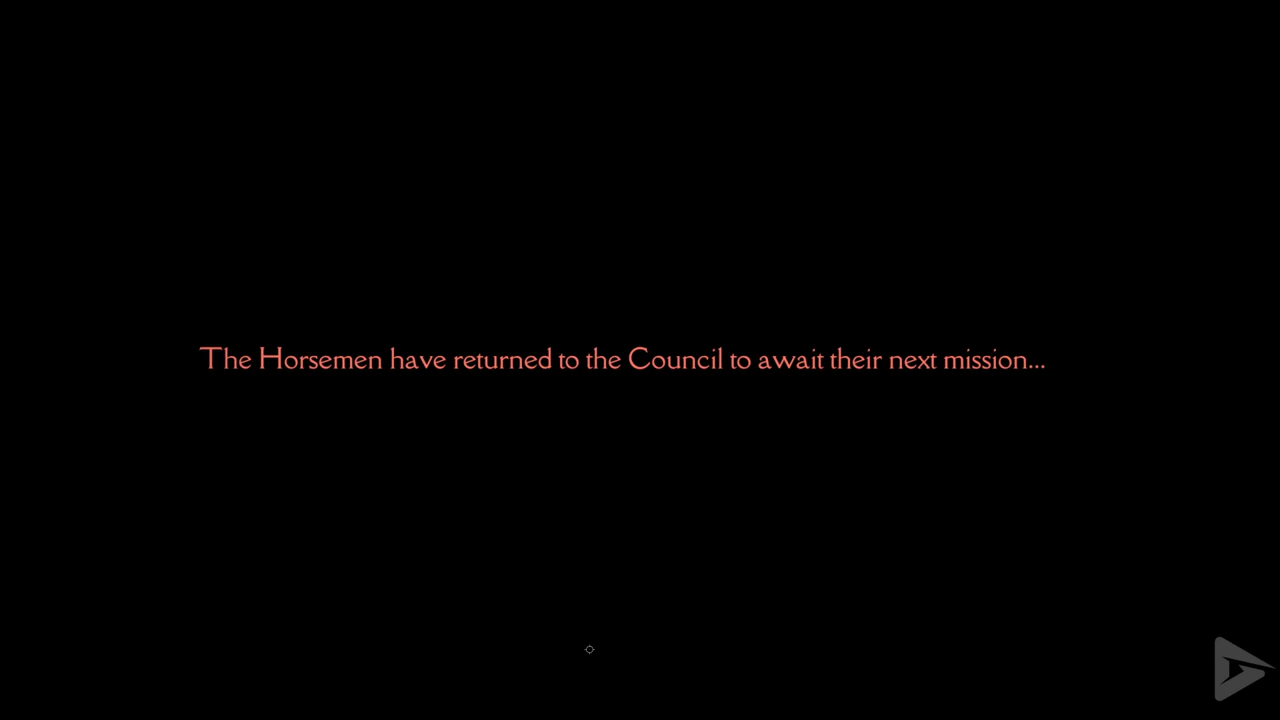 The Horsemen have returned to the Council to await their next mission...